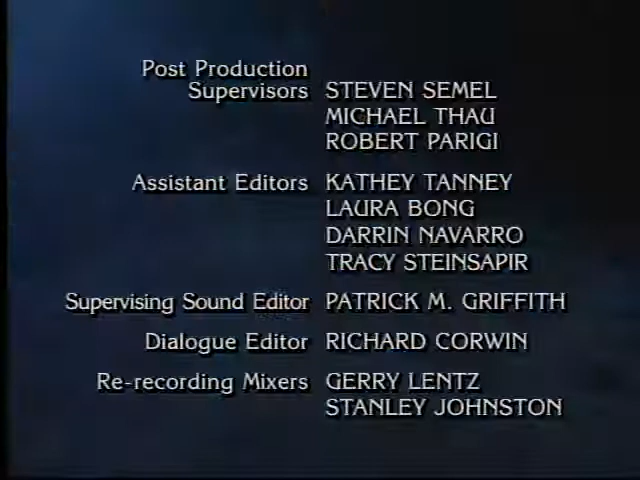 Post Production
Supervisors STEVEN SEMEL
MICHAEL THAU
ROBERT PARIGI
Assistant Editors KATHEY TANNEY
LAURA BONG
DARRIN NAVARRO
TRACY STEINSAPIR
Supervising Sound Editor PATRICK M. GRIFFITH
Dialogue Editor RICHARD CORWIN
Re-recording Mixers GERRY LENTZ
STANLEY JOHNSTON